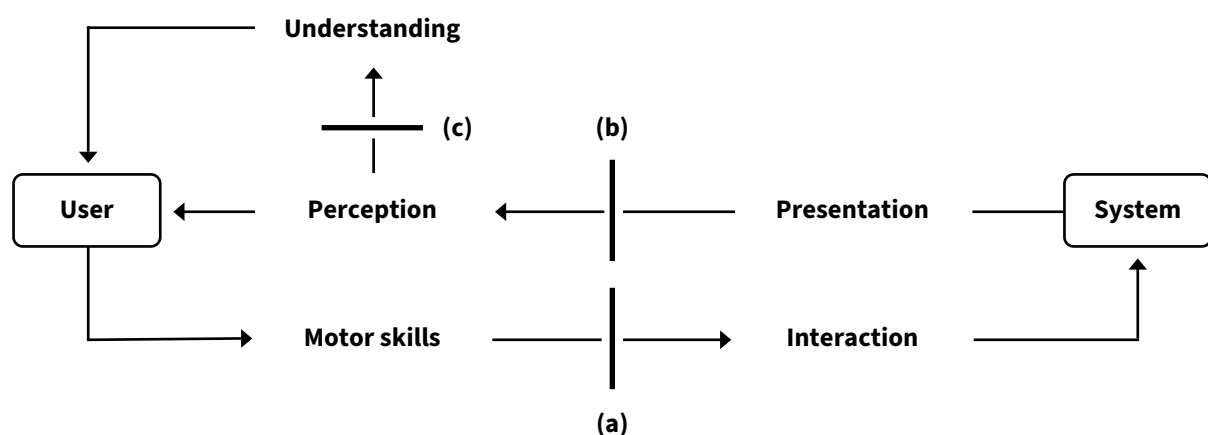 Understanding
(c)
(b)
User
Perception
Presentation
System
Motor skills
Interaction
(a)